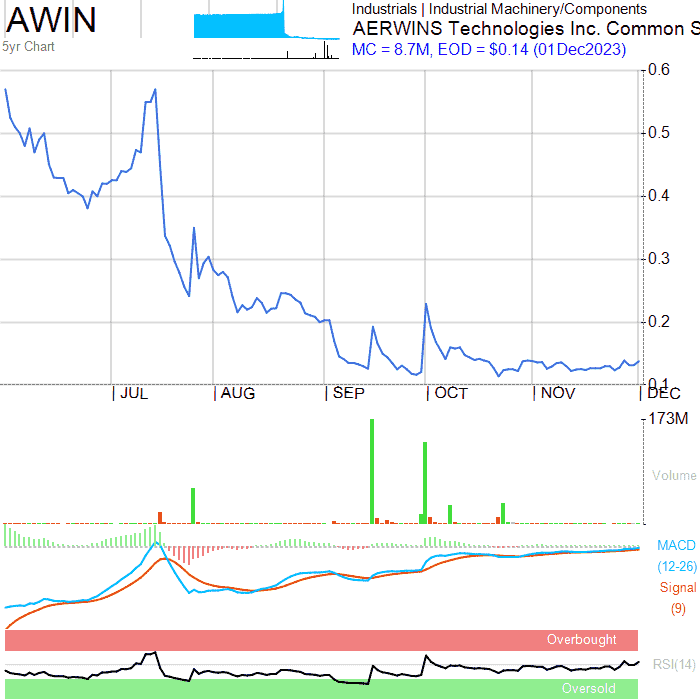 AWIN
5yr Chart
Industrials | Industrial Machinery/Components
AERWINS Technologies Inc. Common S
MC = 8.7M, EOD = $0.14 (01Dec2023)
0.6
0.5
0.4
0.3
0.2
0.1
JUL
AUG
SEP
OCT
NOV
DEC
173M
Volume
MACD
(12-26)
Signal
(9)
Overbought
RSI(14)
Oversold